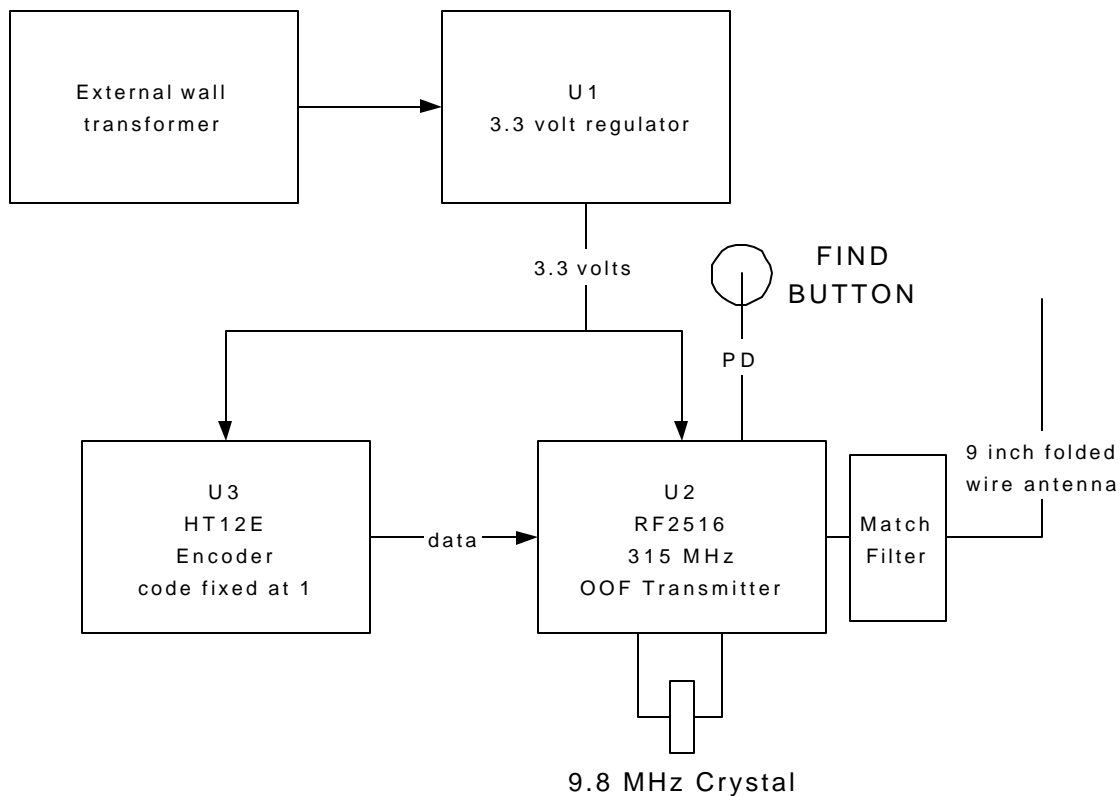 External wall
transformer
U1
3.3 volt regulator
3.3 volts
FIND
BUTTON
PD
9 inch folded
wire antenna
U3
HT12E
Encoder
code fixed at 1
data
U2
RF2516
315 MHz
OOF Transmitter
Match
Filter
9.8 MHz Crystal